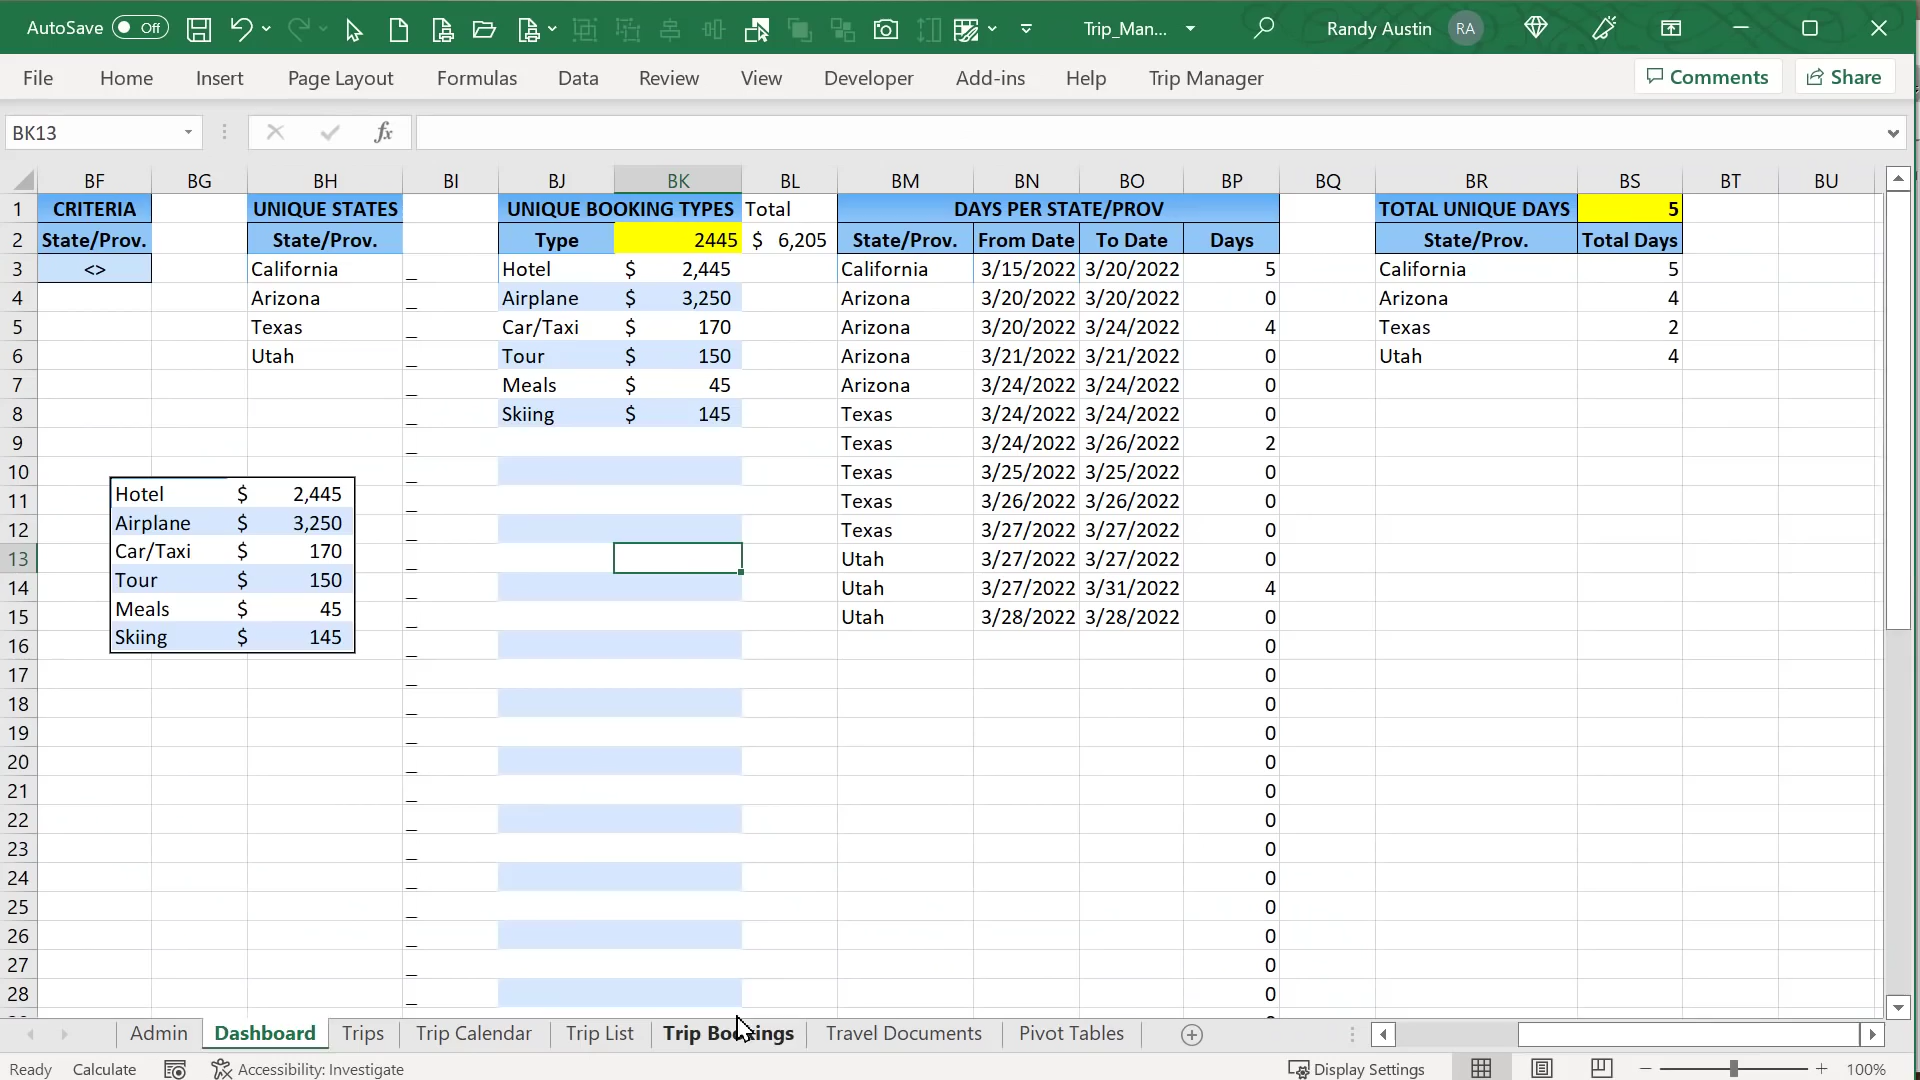 AutoSave Off Trip_Man... Randy Austin RA
File Home Insert Page Layout Formulas Data Review View Developer Add-ins Help Trip Manager Comments Share
BK13 fx
BF BG BH BI BJ BK BL BM BN BO BP BQ BR BS BT BU
1 CRITERIA UNIQUE STATES UNIQUE BOOKING TYPES Total DAYS PER STATE/PROV TOTAL UNIQUE DAYS 5
2 State/Prov. State/Prov. Type 2445 $ 6,205 State/Prov. From Date To Date Days State/Prov. Total Days
3 <> California _ Hotel $ 2,445 California 3/15/2022 3/20/2022 5 California 5
4 Arizona _ Airplane $ 3,250 Arizona 3/20/2022 3/20/2022 0 Arizona 4
5 Texas _ Car/Taxi $ 170 Arizona 3/20/2022 3/24/2022 4 Texas 2
6 Utah _ Tour $ 150 Arizona 3/21/2022 3/21/2022 0 Utah 4
7 _ Meals $ 45 Arizona 3/24/2022 3/24/2022 0
8 _ Skiing $ 145 Texas 3/24/2022 3/24/2022 0
9 _ Texas 3/24/2022 3/26/2022 2
10 _ Texas 3/25/2022 3/25/2022 0
Hotel $ 2,445
11 _ Texas 3/26/2022 3/26/2022 0
Airplane $ 3,250
12 _ Texas 3/27/2022 3/27/2022 0
Car/Taxi $ 170
13 _ Utah 3/27/2022 3/27/2022 0
Tour $ 150
14 _ Utah 3/27/2022 3/31/2022 4
Meals $ 45
15 _ Utah 3/28/2022 3/28/2022 0
Skiing $ 145
16 _ 0
17 _ 0
18 _ 0
19 _ 0
20 _ 0
21 _ 0
22 _ 0
23 _ 0
24 _ 0
25 _ 0
26 _ 0
27 _ 0
28 _ 0
Admin Dashboard Trips Trip Calendar Trip List Trip Bookings Travel Documents Pivot Tables
Ready Calculate Accessibility: Investigate Display Settings 100%